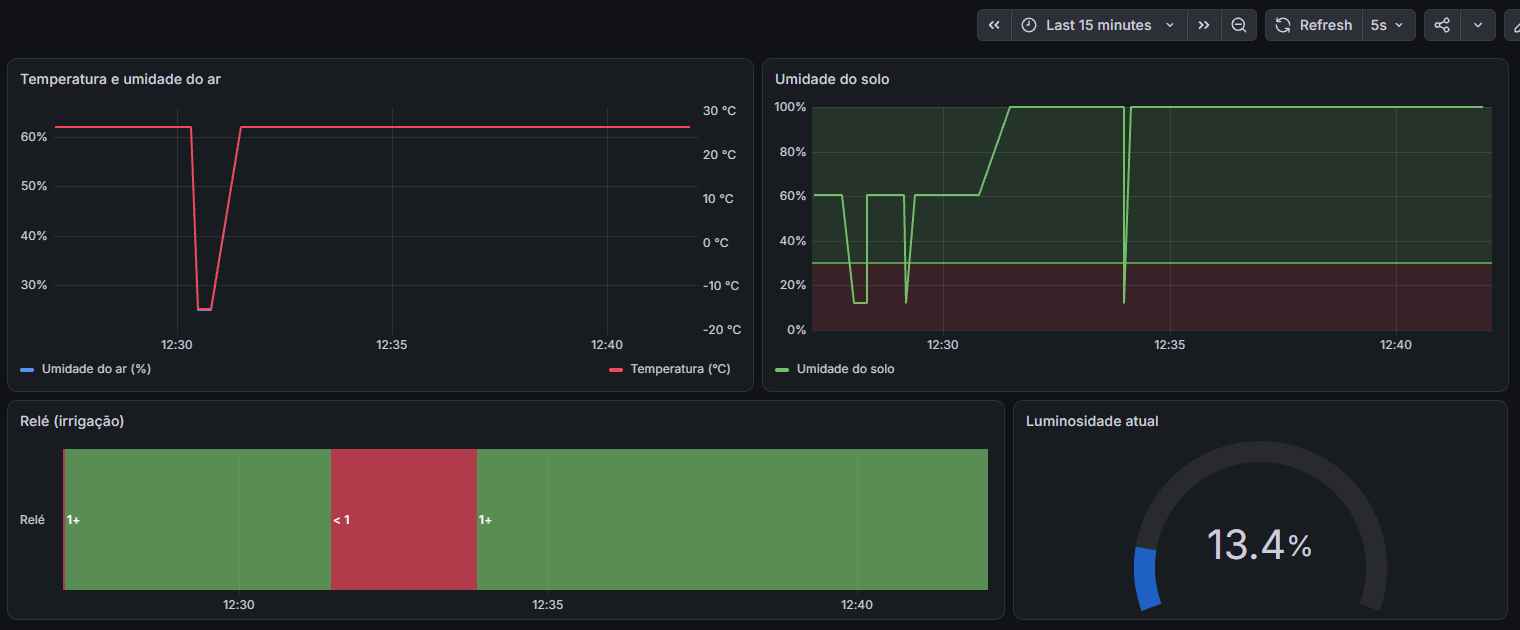 Last 15 minutes
Refresh
5s
Temperatura e umidade do ar
60%
50%
40%
30%
30 °C
20 °C
10 °C
0 °C
-10 °C
-20 °C
12:30
12:35
12:40
Umidade do ar (%)
Temperatura (°C)
Umidade do solo
100%
80%
60%
40%
20%
0%
12:30
12:35
12:40
Umidade do solo
Relé (irrigação)
Relé
1+
< 1
1+
12:30
12:35
12:40
Luminosidade atual
13.4%